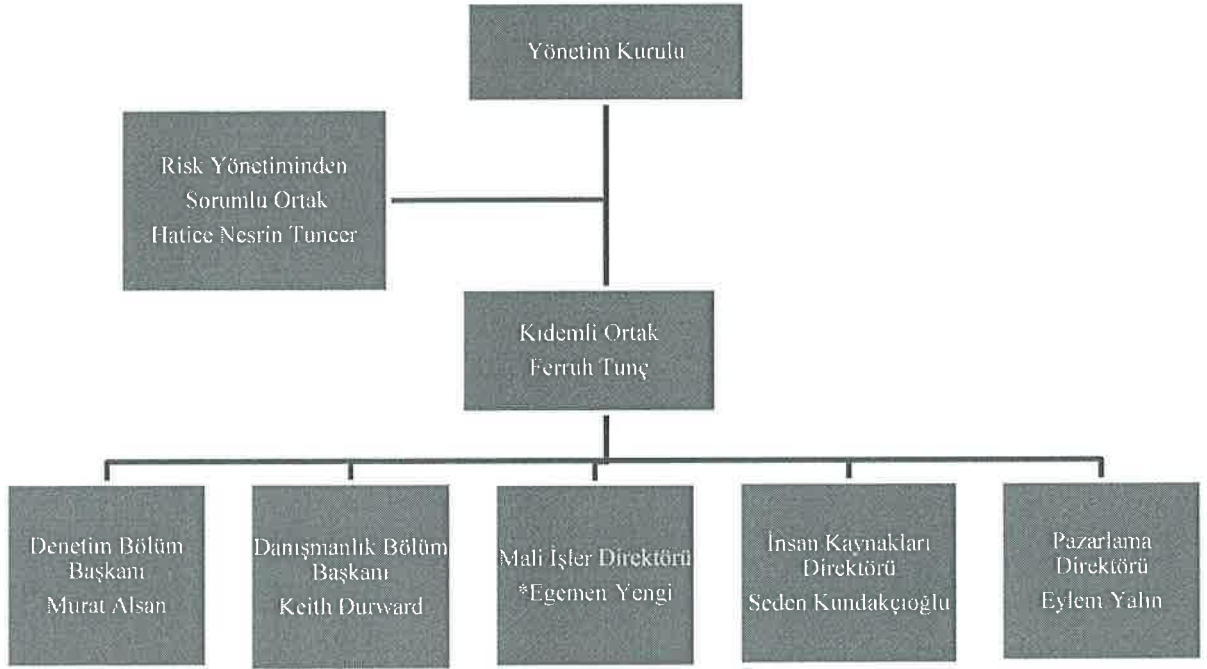 Yönetim Kurulu
Risk Yönetiminden
Sorumlu Ortak
Hatice Nesrin Tuncer
Kıdemli Ortak
Ferruh Tunç
Denetim Bölüm
Başkanı
Murat Alsan
Danışmanlık Bölüm
Başkanı
Keith Durward
Mali İşler Direktörü
*Egemen Yengi
İnsan Kaynakları
Direktörü
Seden Kundakçıoğlu
Pazarlama
Direktörü
Eylem Yalın